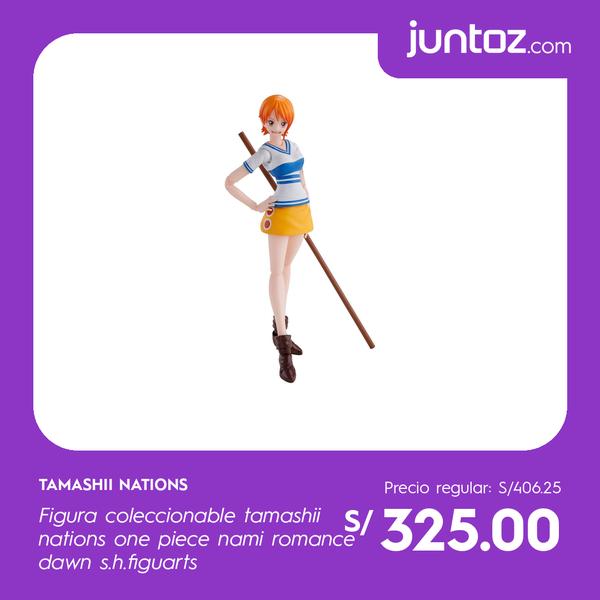 juntoz.com
TAMASHII NATIONS
Figura coleccionable tamashii
nations one piece nami romance
dawn s.h.figuarts
Precio regular: S/406.25
S/ 325.00